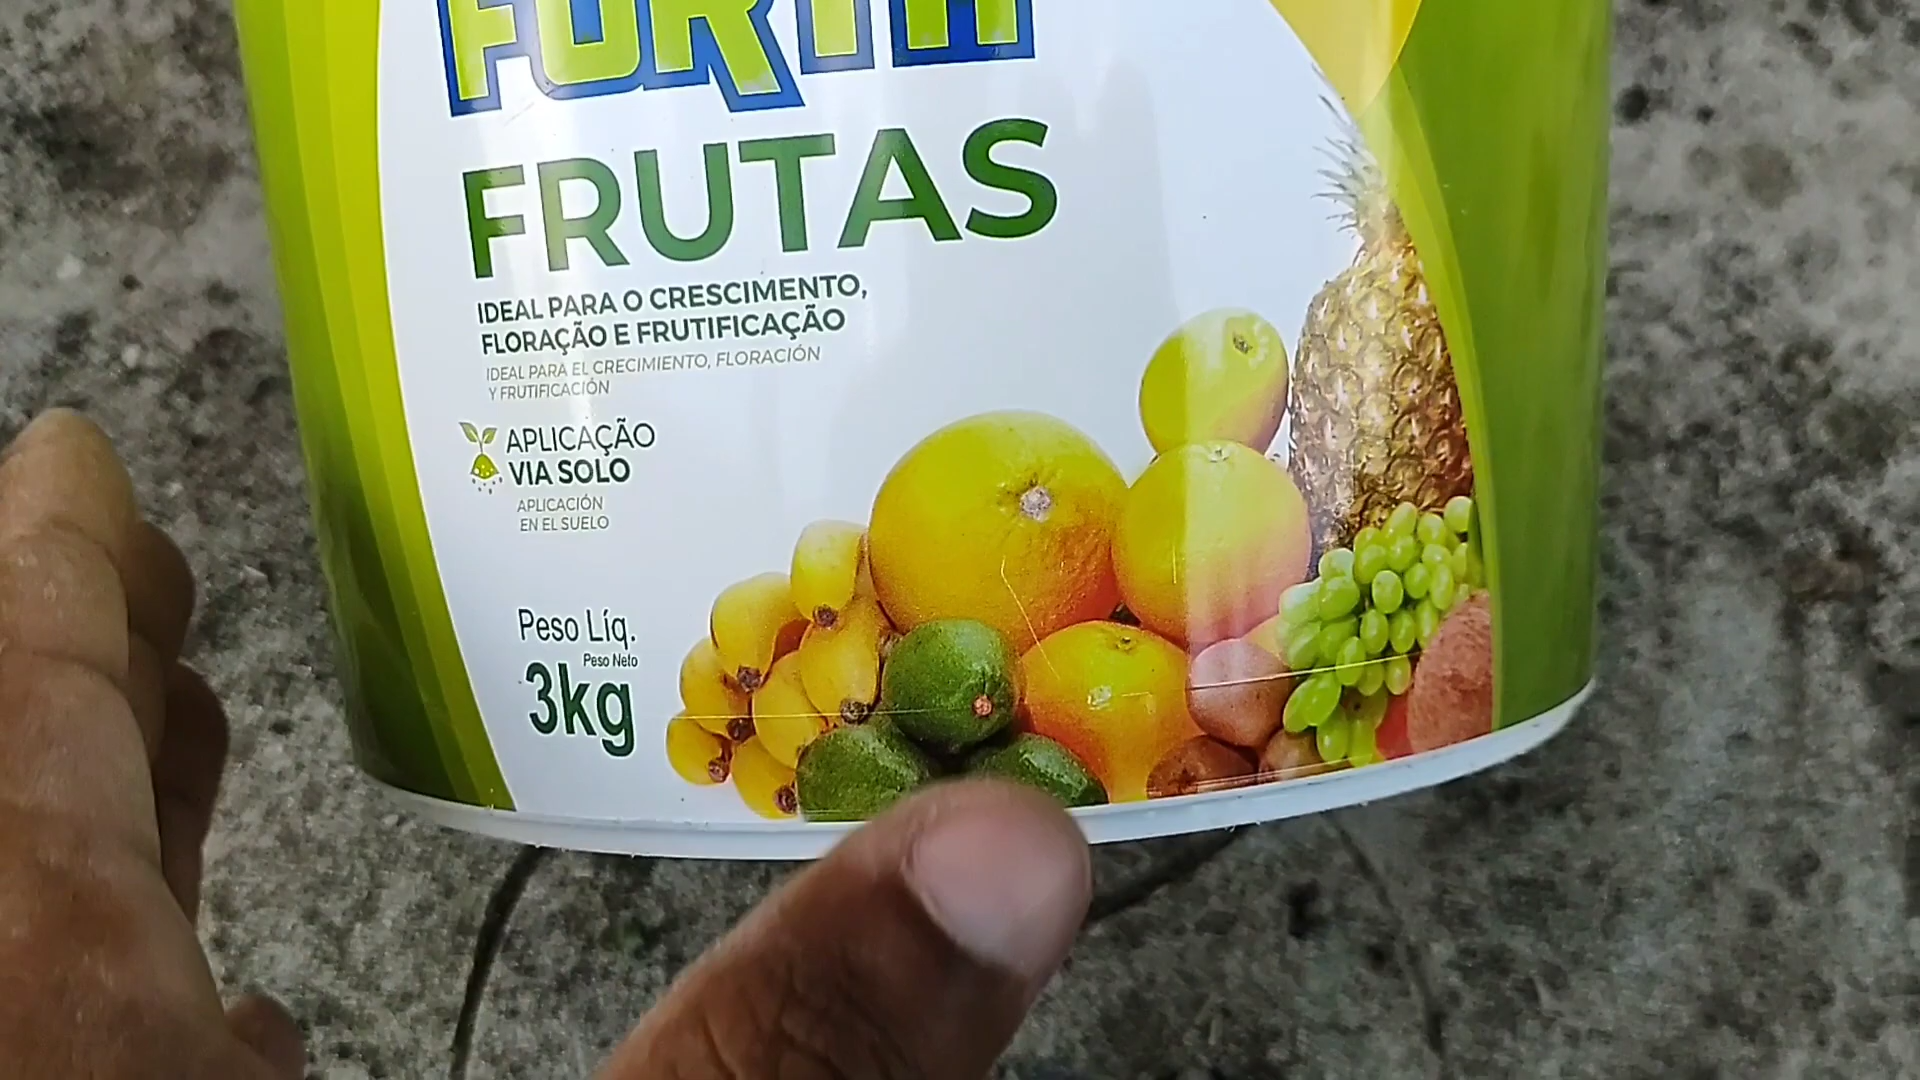 FORTH
FRUTAS
IDEAL PARA O CRESCIMENTO,
FLORAÇÃO E FRUTIFICAÇÃO
IDEAL PARA EL CRECIMIENTO, FLORACIÓN
Y FRUTIFICACIÓN
APLICAÇÃO
VIA SOLO
APLICACIÓN
EN EL SUELO
Peso Líq.
Peso Neto
3kg